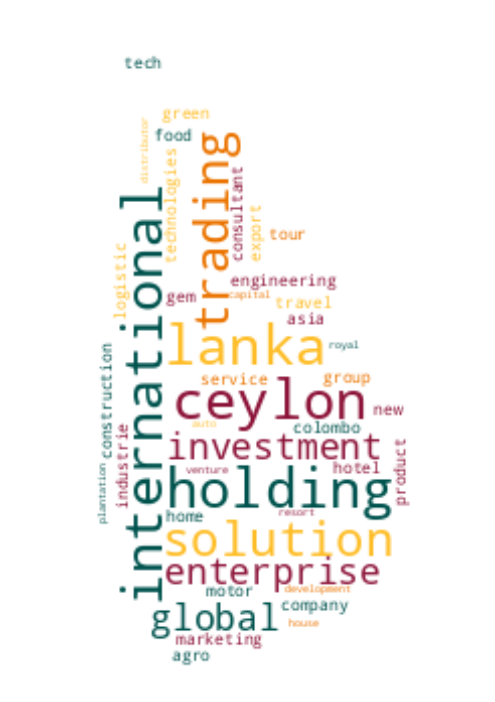 tech
green
distributor
food
trading
technologies
consultant
international
export
tour
logistic
engineering
gem
capital
travel
asia
lanka
royal
construction
service
group
ceylon
new
auto
colombo
industrie
investment
product
plantation
venture
hotel
holding
home
resort
solution
enterprise
motor
development
global
company
house
marketing
agro